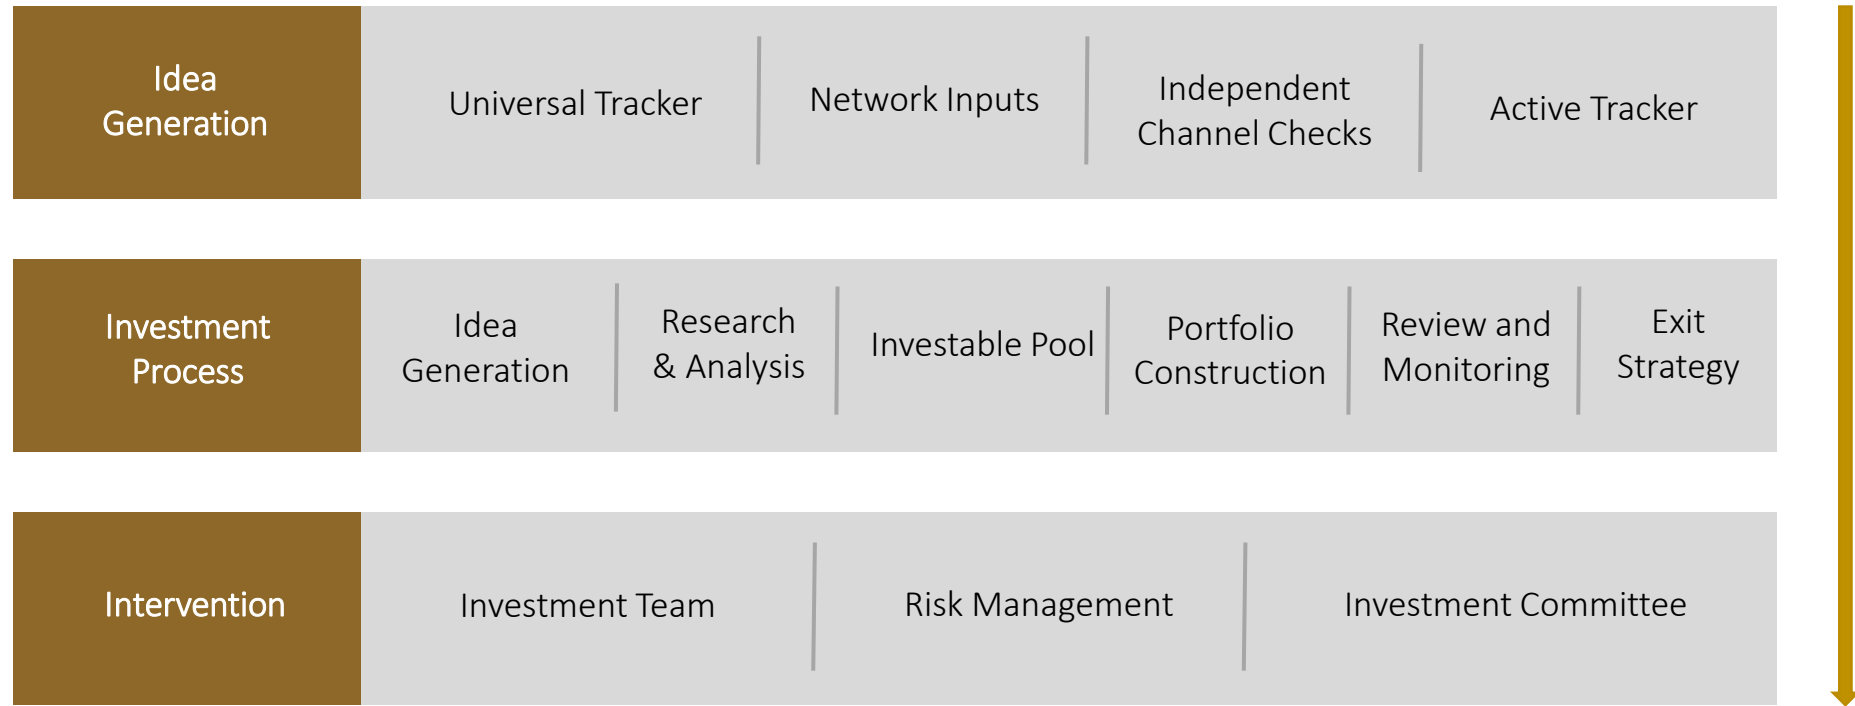 Idea
Generation
Universal Tracker
Network Inputs
Independent
Channel Checks
Active Tracker
Investment
Process
Idea
Generation
Research
& Analysis
Investable Pool
Portfolio
Construction
Review and
Monitoring
Exit
Strategy
Intervention
Investment Team
Risk Management
Investment Committee